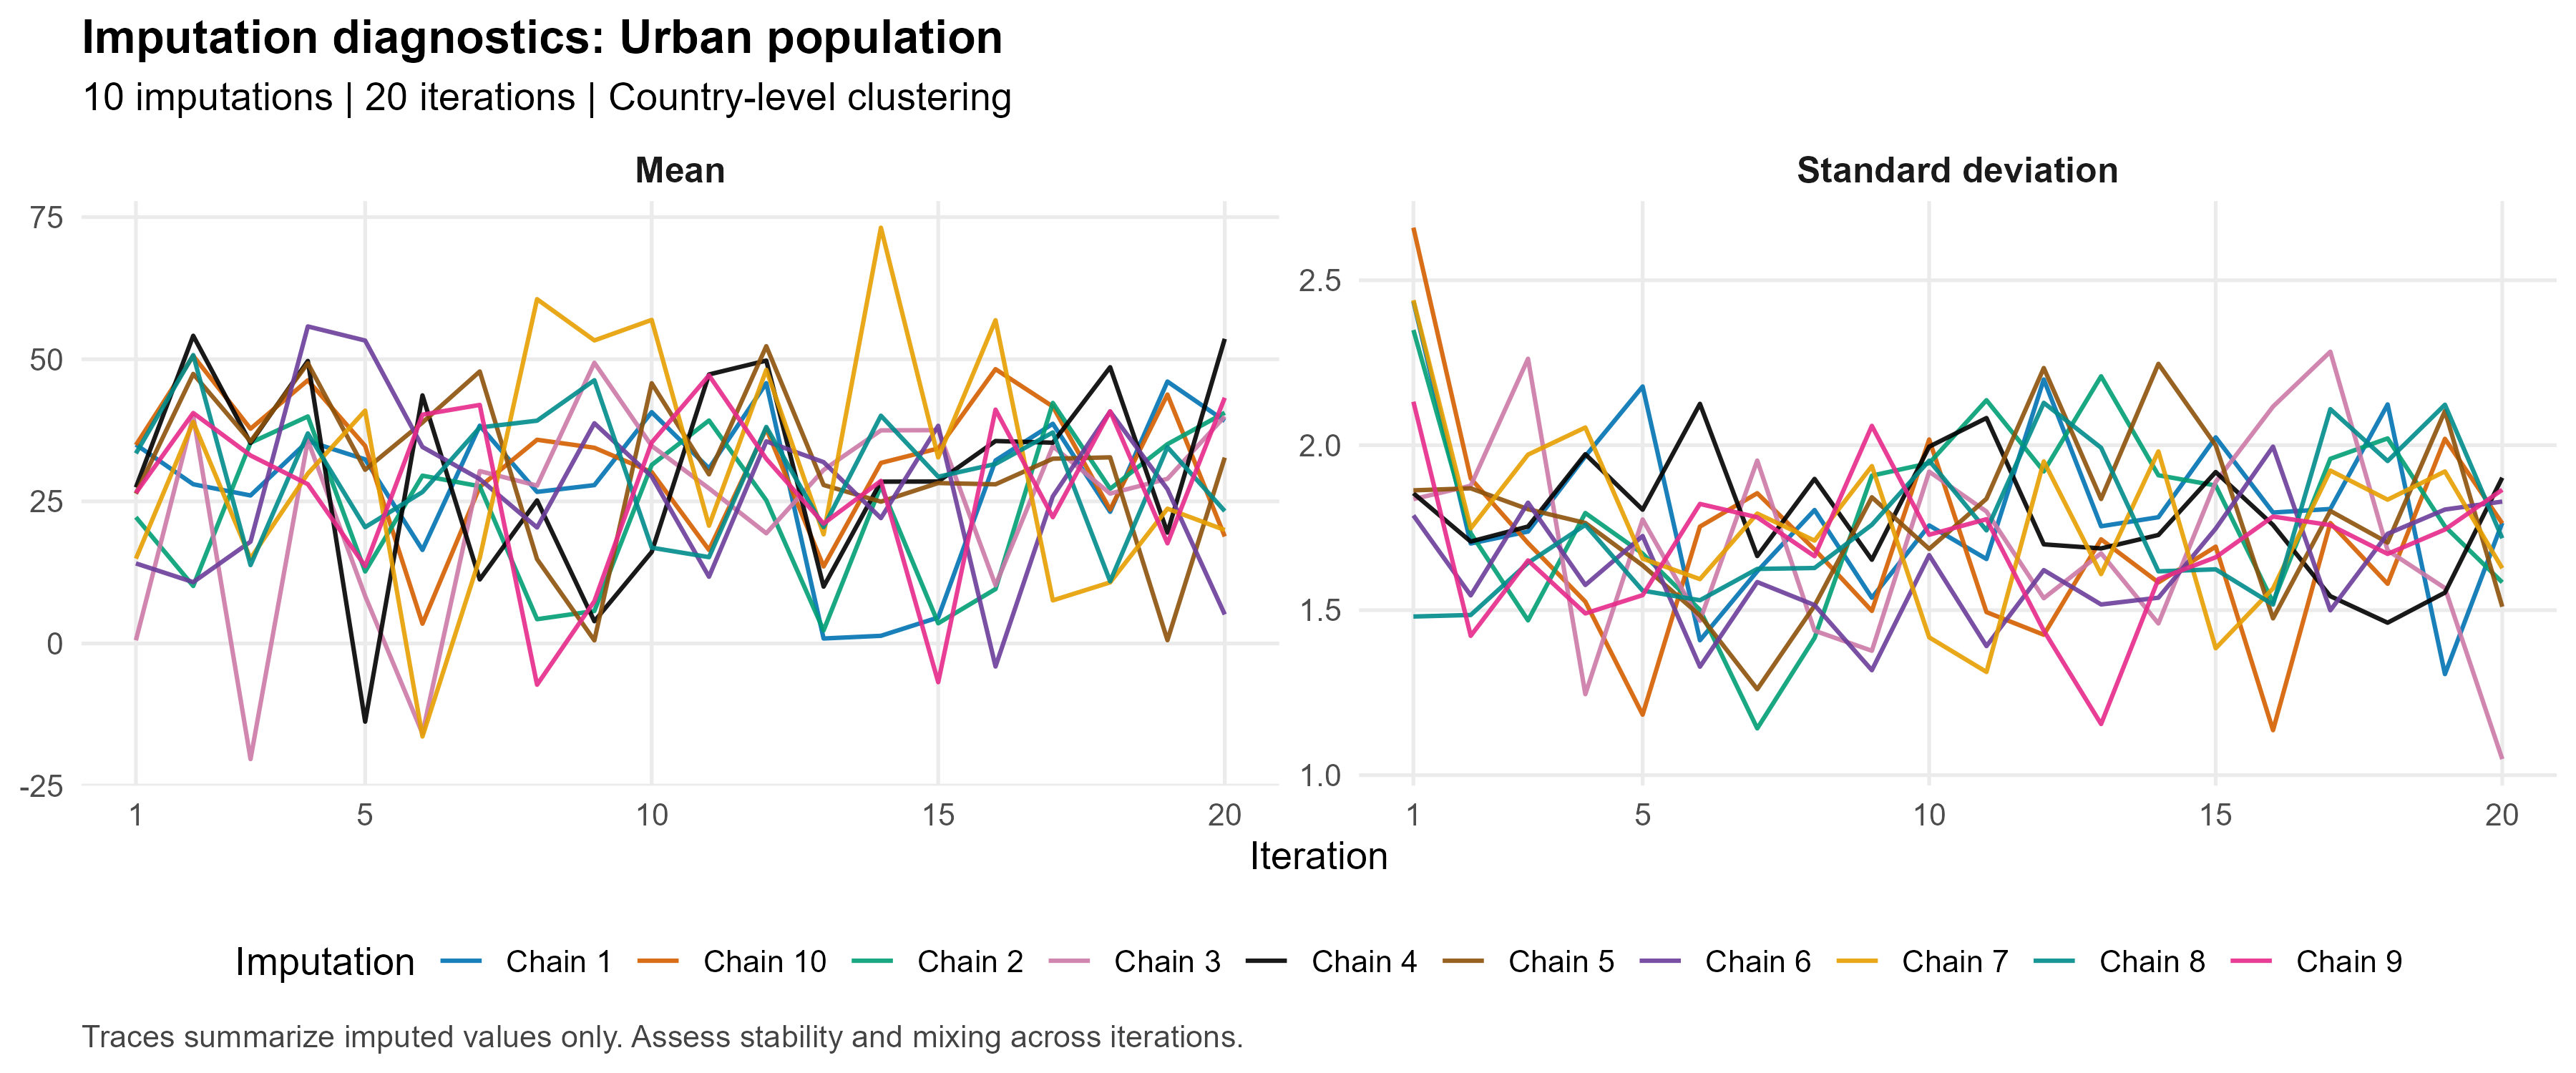 Imputation diagnostics: Urban population
10 imputations | 20 iterations | Country-level clustering
Mean
Standard deviation
75
50
25
0
-25
2.5
2.0
1.5
1.0
1 5 10 15 20
1 5 10 15 20
Iteration
Imputation Chain 1 Chain 10 Chain 2 Chain 3 Chain 4 Chain 5 Chain 6 Chain 7 Chain 8 Chain 9
Traces summarize imputed values only. Assess stability and mixing across iterations.